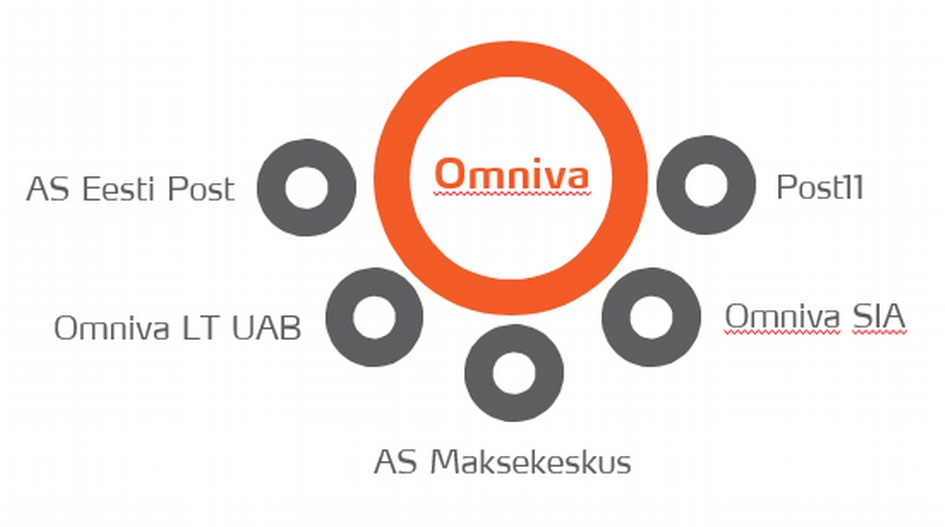 Omniva
AS Eesti Post
Post11
Omniva LT UAB
Omniva SIA
AS Maksekeskus